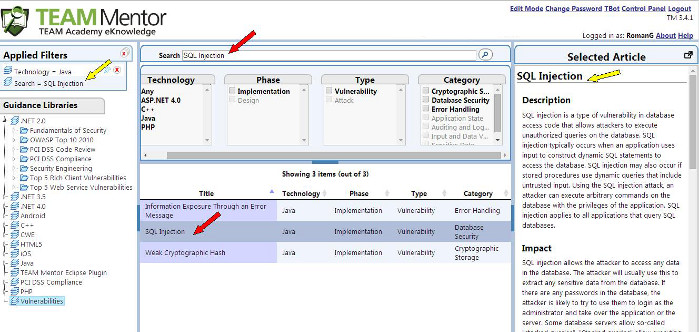 TEAM Mentor
TEAM Academy eKnowledge
Edit Mode Change Password TBot Control Panel Logout
TM 3.4.1
Logged in as: RomanG About Help
Applied Filters
Technology = Java
Search = SQL Injection
Guidance Libraries
.NET 2.0
Fundamentals of Security
OWASP Top 10 2010
PCI DSS Code Review
PCI DSS Compliance
Security Engineering
Top 5 Rich Client Vulnerabilities
Top 5 Web Service Vulnerabilities
.NET 3.5
.NET 4.0
Android
C++
CWE
HTML5
iOS
Java
TEAM Mentor Eclipse Plugin
PCI DSS Compliance
PHP
Vulnerabilities
Search SQL Injection
Technology
Any
ASP.NET 4.0
C++
Java
PHP
Phase
Implementation
Design
Type
Vulnerability
Attack
Category
Cryptographic S...
Database Security
Error Handling
Application State
Auditing and Log...
Input and Data V...
Showing 3 items (out of 3)
Title Technology Phase Type Category
Information Exposure Through an Error Message Java Implementation Vulnerability Error Handling
SQL Injection Java Implementation Vulnerability Database Security
Weak Cryptographic Hash Java Implementation Vulnerability Cryptographic Storage
Selected Article
SQL Injection
Description
SQL injection is a type of vulnerability in database
access code that allows attackers to execute
unauthorized queries on the database. SQL
injection typically occurs when an application uses
input to construct dynamic SQL statements to
access the database. SQL injection may also occur if
stored procedures use dynamic queries that include
untrusted input. Using the SQL injection attack, an
attacker can execute arbitrary commands on the
database with the privileges of the application. SQL
injection applies to all applications that query SQL
databases.
Impact
SQL injection allows the attacker to access any data
in the database. The attacker will usually use this to
extract any sensitive data from the database. If
there are any passwords in the database, the
attacker is likely to try to use them to login as the
administrator and take over the application or the
server. Some database servers allow so-called